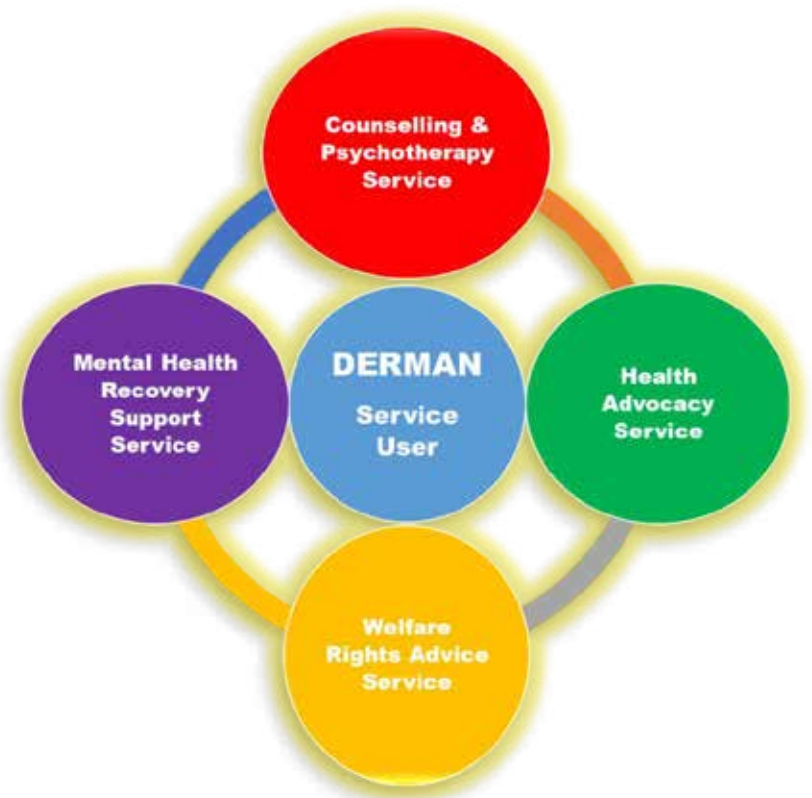 Counselling &
Psychotherapy
Service
Mental Health
Recovery
Support
Service
DERMAN
Service
User
Health
Advocacy
Service
Welfare
Rights Advice
Service